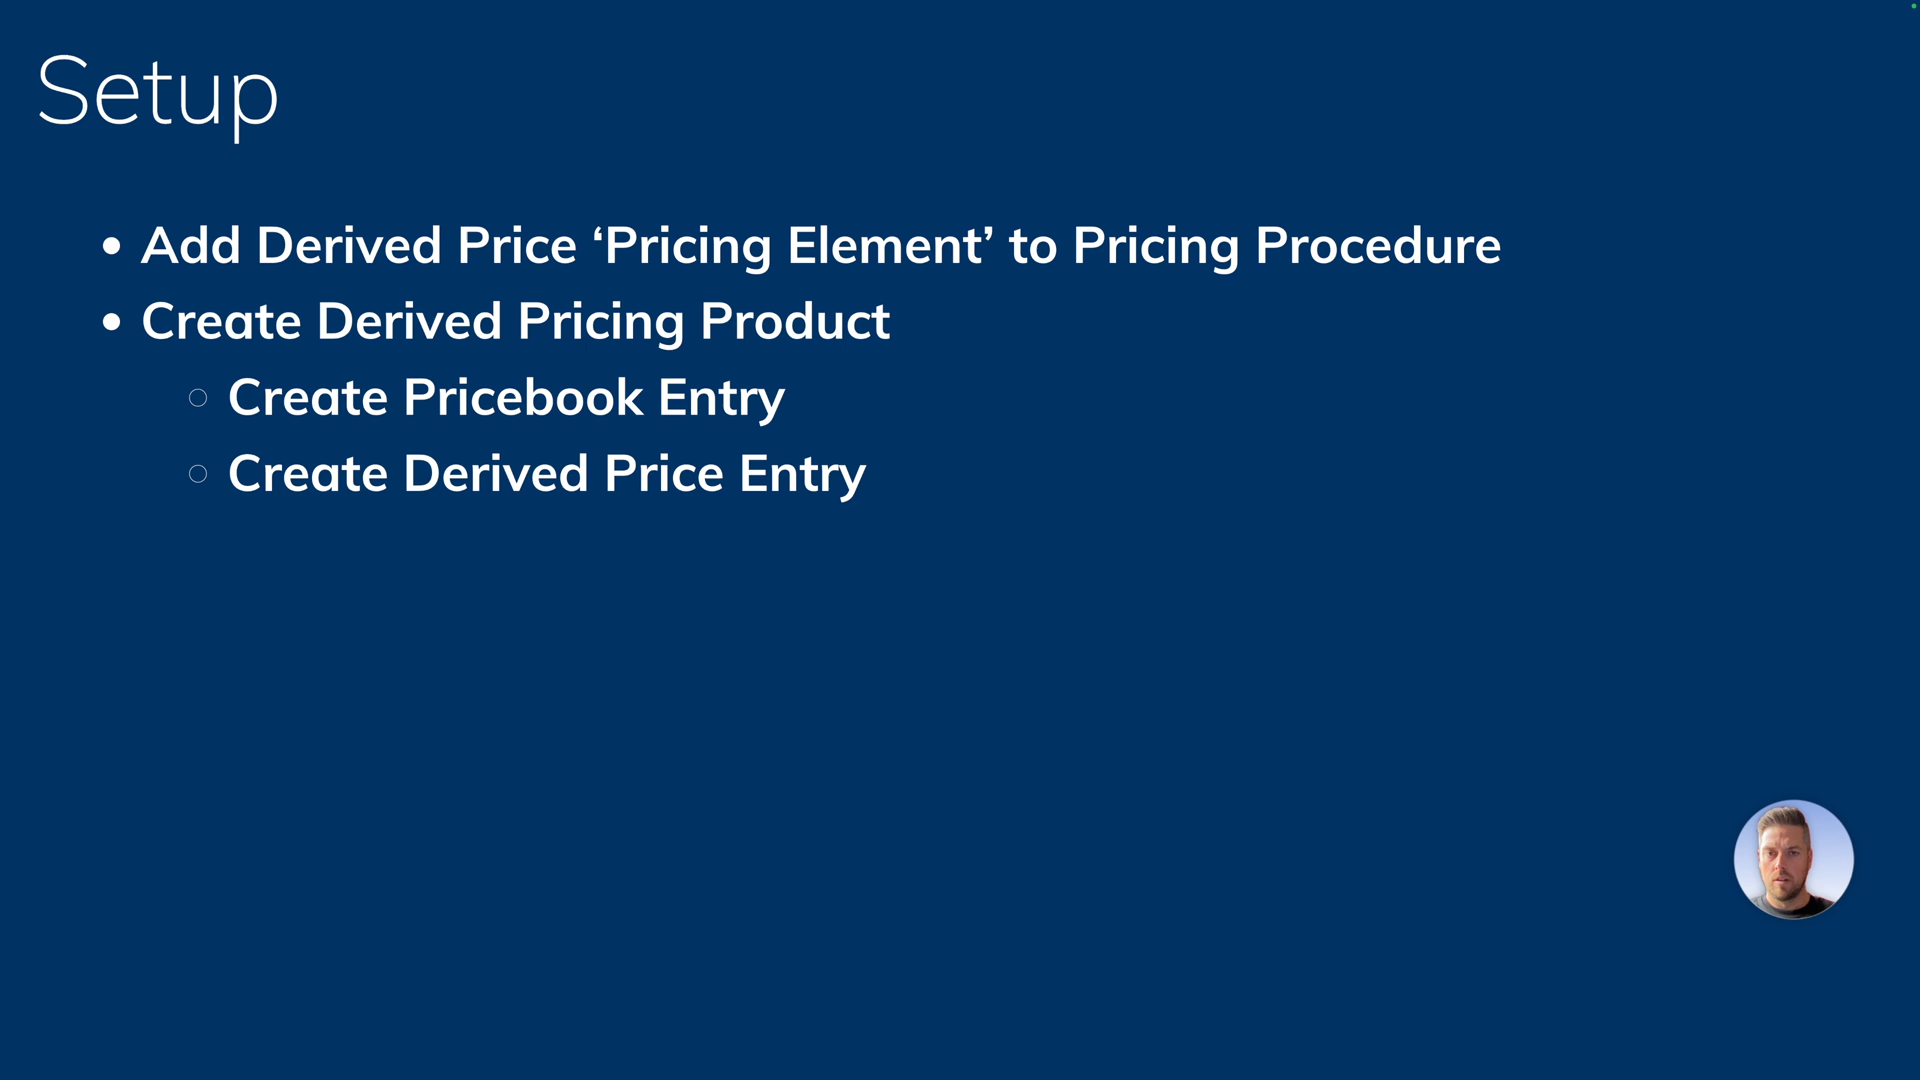 Setup
• Add Derived Price ‘Pricing Element’ to Pricing Procedure
• Create Derived Pricing Product
○ Create Pricebook Entry
○ Create Derived Price Entry